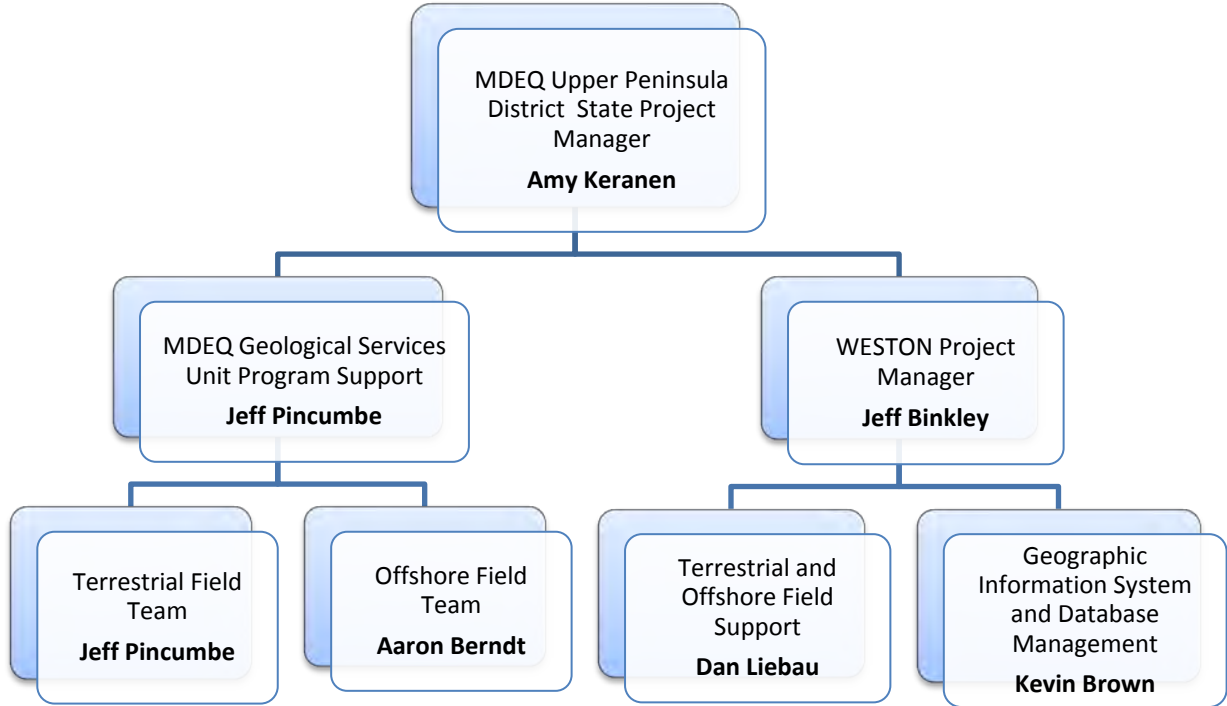 MDEQ Upper Peninsula
District State Project
Manager
Amy Keranen
MDEQ Geological Services
Unit Program Support
Jeff Pincumbe
WESTON Project
Manager
Jeff Binkley
Terrestrial Field
Team
Jeff Pincumbe
Offshore Field
Team
Aaron Berndt
Terrestrial and
Offshore Field
Support
Dan Liebau
Geographic
Information System
and Database
Management
Kevin Brown